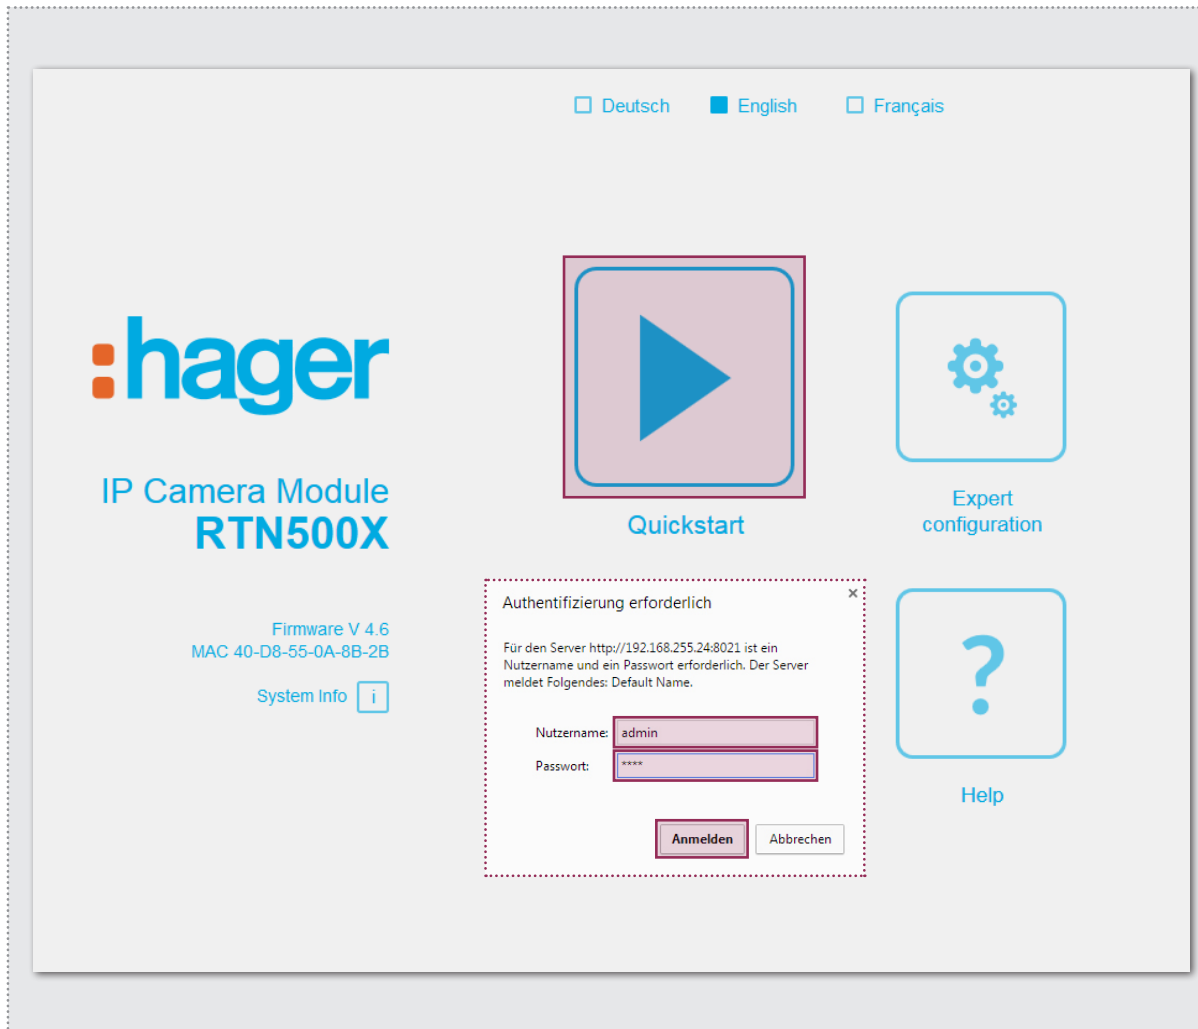 Deutsch English Français
:hager
IP Camera Module
RTN500X
Firmware V 4.6
MAC 40-D8-55-0A-8B-2B
System Info i
Quickstart
Expert
configuration
Authentifizierung erforderlich ×
Für den Server http://192.168.255.24:8021 ist ein
Nutzername und ein Passwort erforderlich. Der Server
meldet Folgendes: Default Name.
Nutzername: admin
Passwort: ****
Anmelden Abbrechen
?
Help